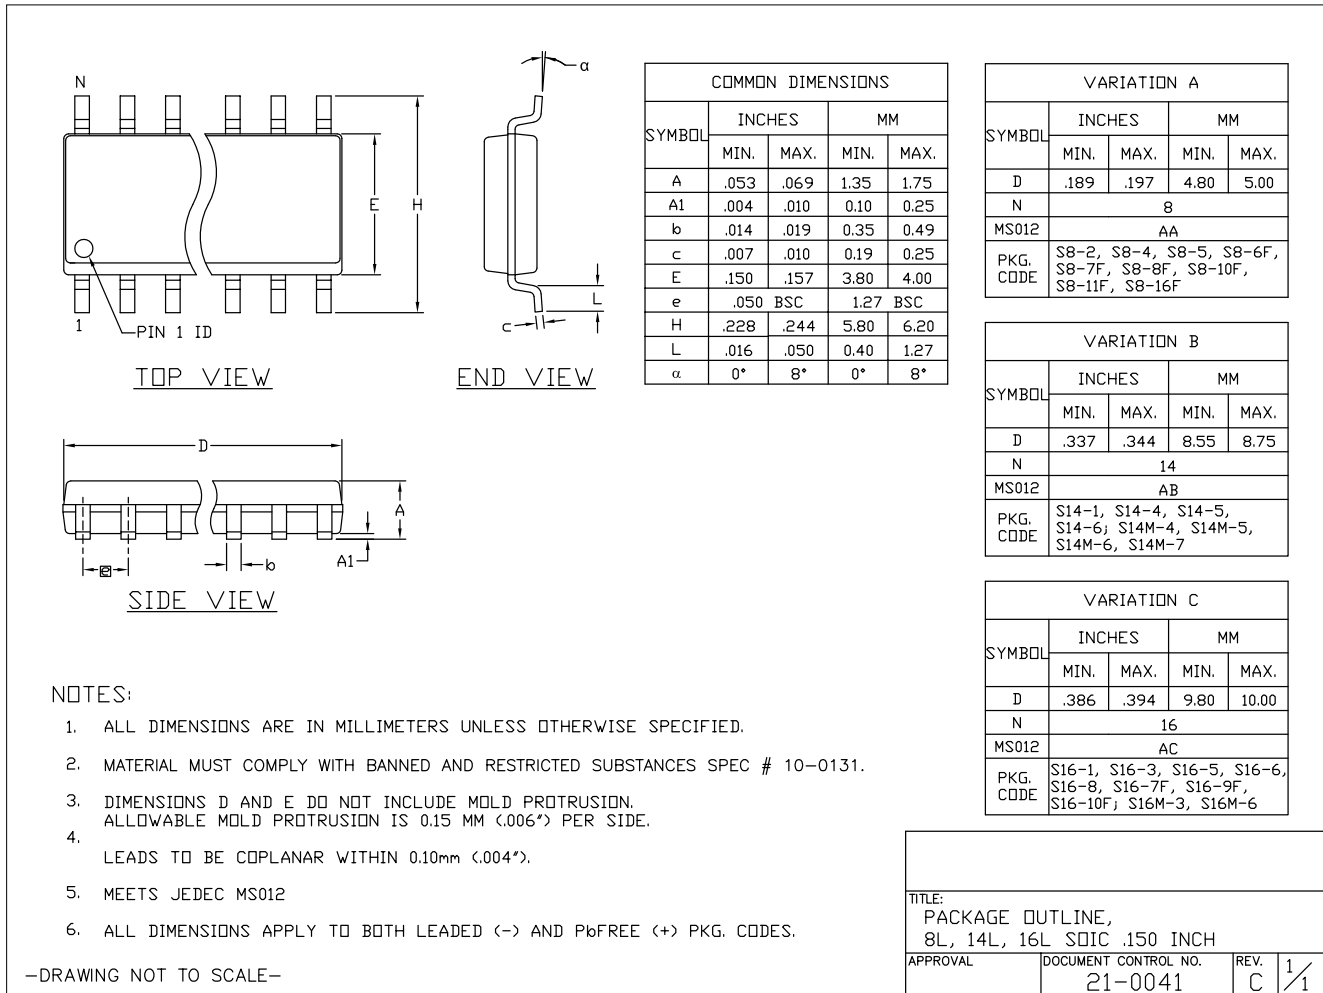 N
α
E
H
L
c
1
PIN 1 ID
TOP VIEW
END VIEW
D
A
A1
e
b
SIDE VIEW
COMMON DIMENSIONS
SYMBOL INCHES MM
MIN. MAX. MIN. MAX.
A .053 .069 1.35 1.75
A1 .004 .010 0.10 0.25
b .014 .019 0.35 0.49
c .007 .010 0.19 0.25
E .150 .157 3.80 4.00
e .050 BSC 1.27 BSC
H .228 .244 5.80 6.20
L .016 .050 0.40 1.27
α 0° 8° 0° 8°
VARIATION A
SYMBOL INCHES MM
MIN. MAX. MIN. MAX.
D .189 .197 4.80 5.00
N 8
MS012 AA
PKG. CODE
S8-2, S8-4, S8-5, S8-6F,
S8-7F, S8-8F, S8-10F,
S8-11F, S8-16F
VARIATION B
SYMBOL INCHES MM
MIN. MAX. MIN. MAX.
D .337 .344 8.55 8.75
N 14
MS012 AB
PKG. CODE
S14-1, S14-4, S14-5,
S14-6; S14M-4, S14M-5,
S14M-6, S14M-7
VARIATION C
SYMBOL INCHES MM
MIN. MAX. MIN. MAX.
D .386 .394 9.80 10.00
N 16
MS012 AC
PKG. CODE
S16-1, S16-3, S16-5, S16-6,
S16-8, S16-7F, S16-9F,
S16-10F; S16M-3, S16M-6
NOTES:
1. ALL DIMENSIONS ARE IN MILLIMETERS UNLESS OTHERWISE SPECIFIED.
2. MATERIAL MUST COMPLY WITH BANNED AND RESTRICTED SUBSTANCES SPEC # 10-0131.
3. DIMENSIONS D AND E DO NOT INCLUDE MOLD PROTRUSION.
ALLOWABLE MOLD PROTRUSION IS 0.15 MM (.006") PER SIDE.
4.
LEADS TO BE COPLANAR WITHIN 0.10mm (.004").
5. MEETS JEDEC MS012
6. ALL DIMENSIONS APPLY TO BOTH LEADED (-) AND PbFREE (+) PKG. CODES.
-DRAWING NOT TO SCALE-
TITLE:
PACKAGE OUTLINE,
8L, 14L, 16L SOIC .150 INCH
APPROVAL
DOCUMENT CONTROL NO.
21-0041
REV.
C
1/1